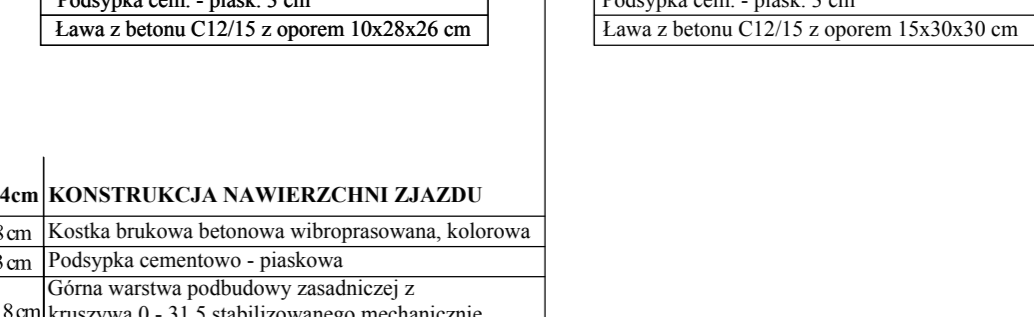 Podsypka cem. - piask. 3 cm
Podsypka cem. - piask. 3 cm
Ława z betonu C12/15 z oporem 10x28x26 cm
Ława z betonu C12/15 z oporem 15x30x30 cm
4cm KONSTRUKCJA NAWIERZCHNI ZJAZDU
8 cm Kostka brukowa betonowa wibroprasowana, kolorowa
3 cm Podsypka cementowo - piaskowa
Górna warstwa podbudowy zasadniczej z
8 cm kruszywa 0 - 31,5 stabilizowanego mechanicznie